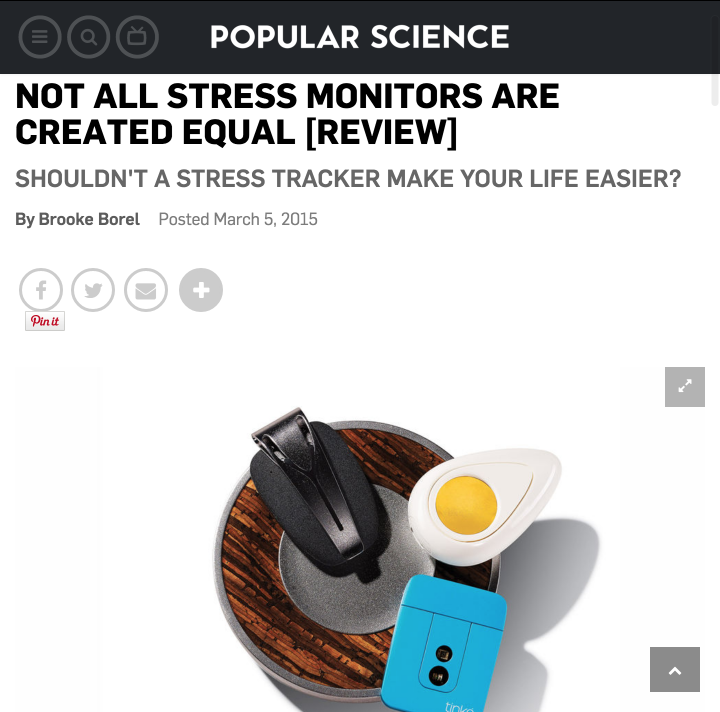 POPULAR SCIENCE
NOT ALL STRESS MONITORS ARE
CREATED EQUAL [REVIEW]
SHOULDN'T A STRESS TRACKER MAKE YOUR LIFE EASIER?
By Brooke Borel Posted March 5, 2015
Pin it